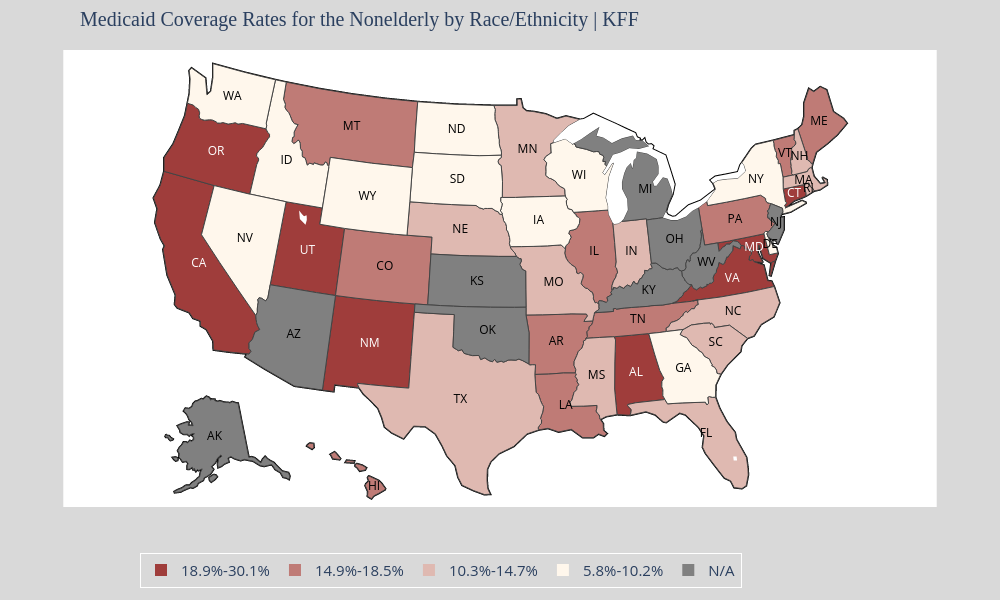 Medicaid Coverage Rates for the Nonelderly by Race/Ethnicity | KFF
WA
ND
MT
MN
ME
OR
ID
SD
WI
MI
VT
NH
NY
MA
WY
CT
RI
IA
PA
NE
NV
UT
CO
IL
IN
OH
NJ
MD
DE
CA
KS
MO
WV
VA
KY
AZ
NM
OK
AR
TN
NC
SC
MS
AL
GA
TX
LA
FL
AK
HI
18.9%-30.1% 14.9%-18.5% 10.3%-14.7% 5.8%-10.2% N/A